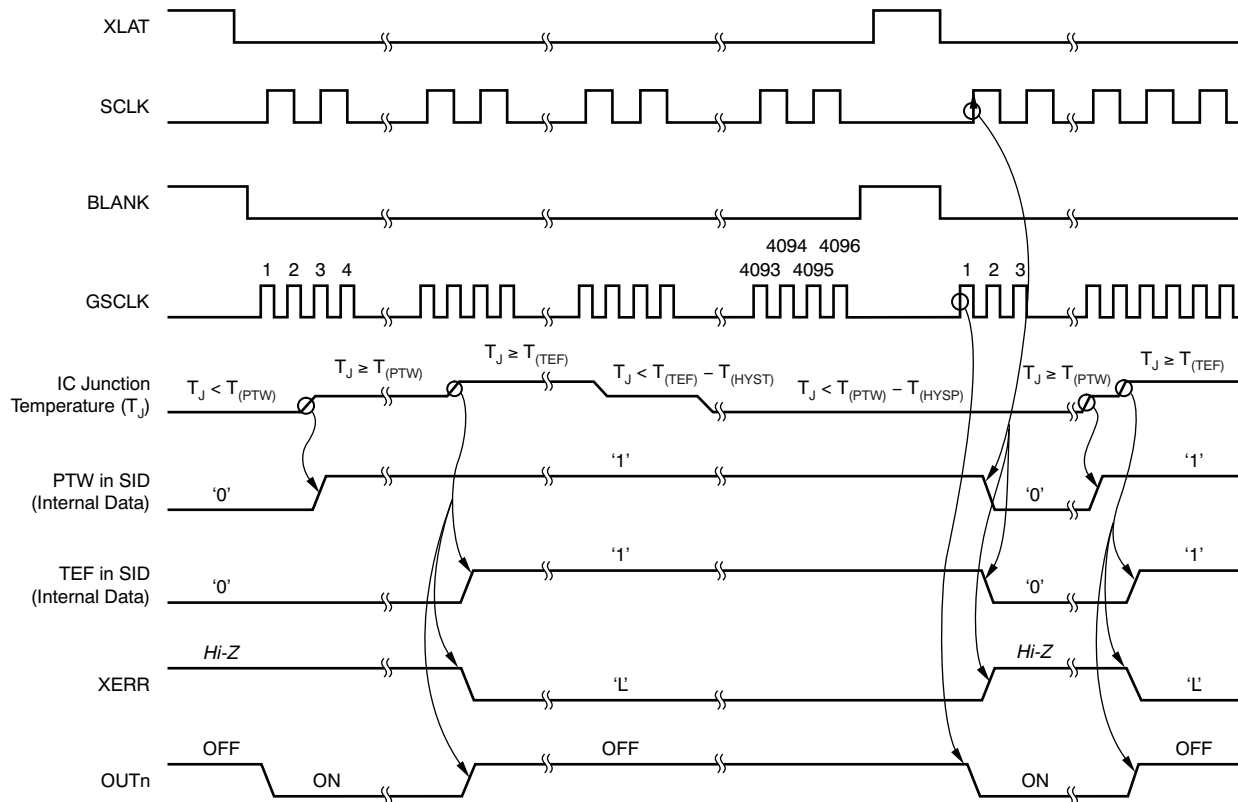 XLAT
SCLK
BLANK
4094 4096
1 2 3 4 4093 4095 1 2 3
GSCLK
IC Junction
Temperature (TJ)
TJ < T(PTW)
TJ ≥ T(PTW)
TJ ≥ T(TEF)
TJ < T(TEF) – T(HYST)
TJ < T(PTW) – T(HYSP)
TJ ≥ T(PTW)
TJ ≥ T(TEF)
PTW in SID
(Internal Data)
‘0’ ‘1’ ‘0’ ‘1’
TEF in SID
(Internal Data)
‘0’ ‘1’ ‘0’ ‘1’
XERR
Hi-Z ‘L’ Hi-Z ‘L’
OUTn
OFF ON OFF ON OFF